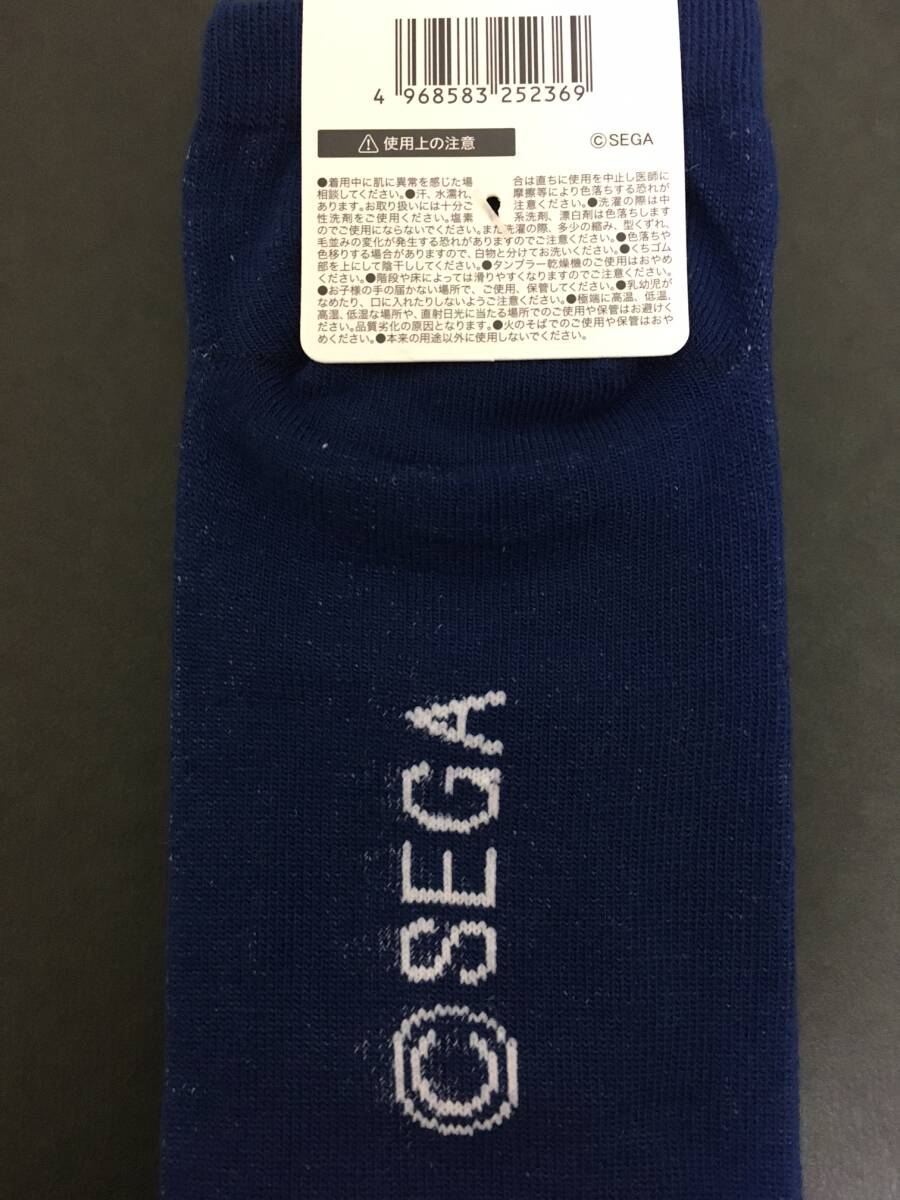 4 968583 252369
使用上の注意
©SEGA
●着用中に肌に異常を感じた場合は直ちに使用を中止し医師に
相談してください。●汗、水濡れ、摩擦等により色落ちする恐れが
あります。お取り扱いには十分ご注意ください。●洗濯の際は中
性洗剤をご使用ください。塩素系洗剤、漂白剤は色落ちします
のでご使用にならないでください。また洗濯の際、多少の縮み、型くずれ、
毛並みの変化が発生する恐れがありますのでご注意ください。●色落ちや
色移りする場合がありますので、白物と分けてお洗いください。●くちゴム
部を上にして陰干ししてください。●タンブラー乾燥機のご使用はおやめ
ください。●階段や床によっては滑りやすくなりますのでご注意ください。
●お子様の手の届かない場所で、ご使用、保管してください。●乳幼児が
なめたり、口に入れたりしないようご注意ください。●極端に高温、低温、
高湿、低湿な場所や、直射日光に当たる場所でのご使用や保管はお避けく
ださい。品質劣化の原因となります。●火のそばでのご使用や保管はおや
めください。●本来の用途以外に使用しないでください。
©SEGA